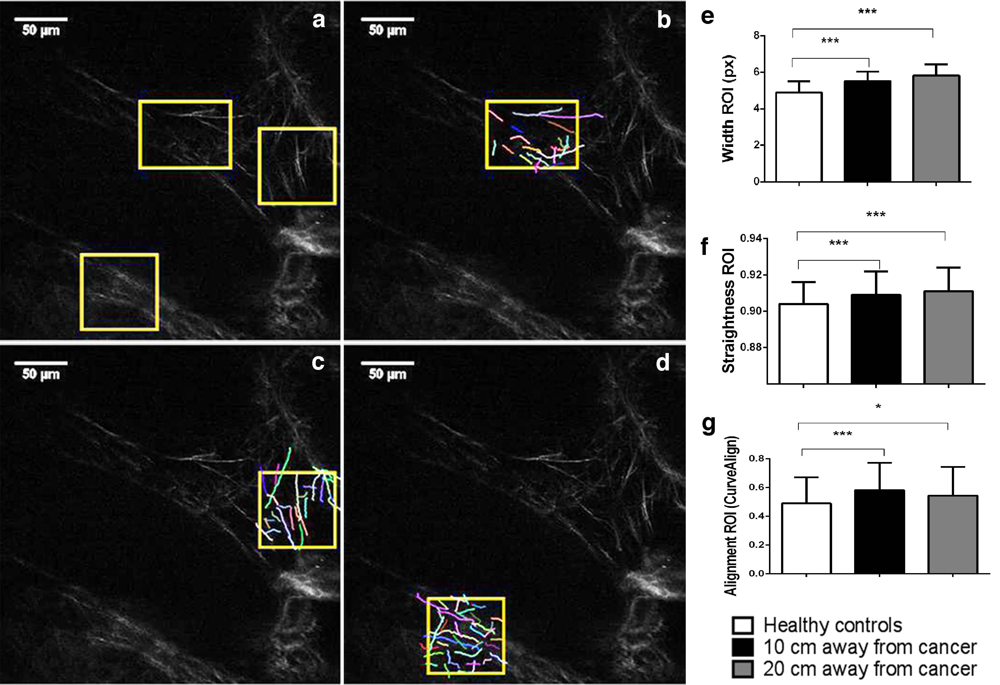 a
50 µm
b
50 µm
c
50 µm
d
50 µm
e
***
***
8
6
4
2
0
Width ROI (px)
f
***
***
0.94
0.92
0.90
0.88
Straightness ROI
g
*
***
0.8
0.6
0.4
0.2
0.0
Alignment ROI (CurveAlign)
Healthy controls
10 cm away from cancer
20 cm away from cancer